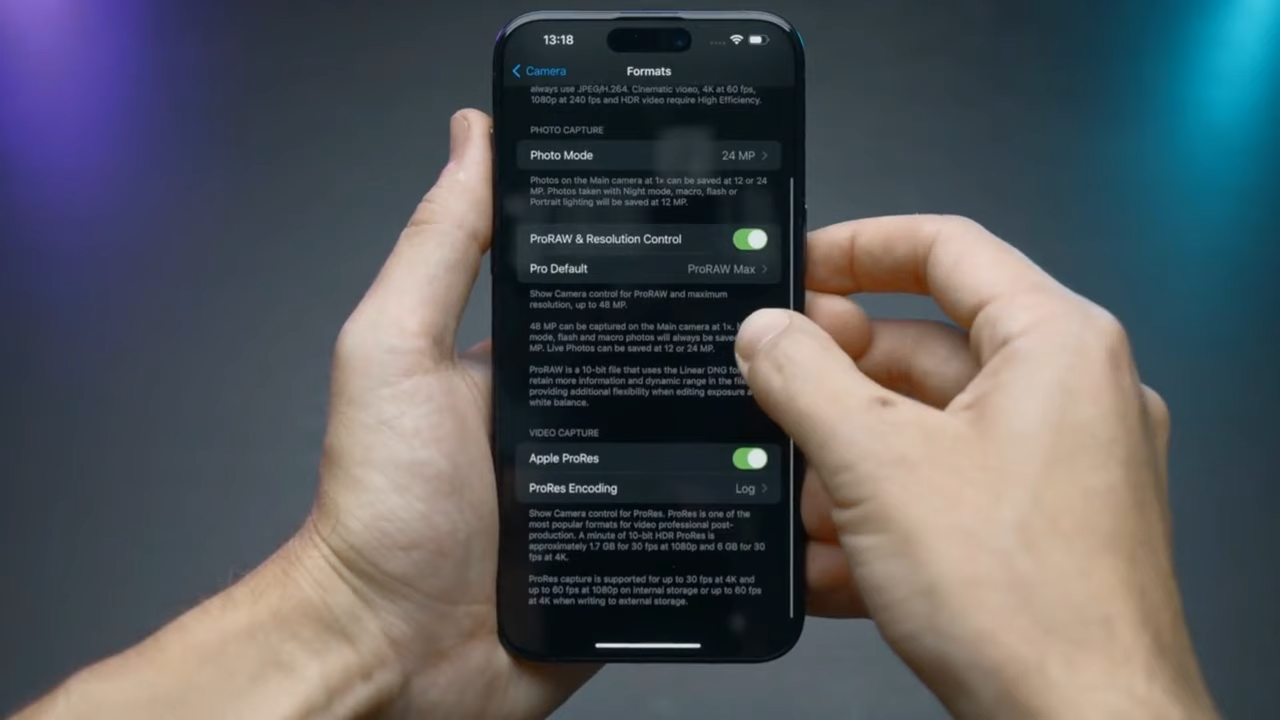 13:18
Camera
Formats
always use JPEG/H.264. Cinematic video, 4K at 60 fps,
1080p at 240 fps and HDR video require High Efficiency.
PHOTO CAPTURE
Photo Mode 24 MP
Photos on the Main camera at 1x can be saved at 12 or 24
MP. Photos taken with Night mode, macro, flash or
Portrait lighting will be saved at 12 MP.
ProRAW & Resolution Control
Pro Default ProRAW Max
Show Camera control for ProRAW and maximum
resolution, up to 48 MP.
48 MP can be captured on the Main camera at 1x.
mode, flash and macro photos will always be
MP. Live Photos can be saved at 12 or 24 MP.
ProRAW is a 10-bit file that uses the Linear DNG
retain more information and dynamic range in the
providing additional flexibility when editing exposure
white balance.
VIDEO CAPTURE
Apple ProRes
ProRes Encoding Log
Show Camera control for ProRes. ProRes is one of the
most popular formats for video professional post-
production. A minute of 10-bit HDR ProRes is
approximately 1.7 GB for 30 fps at 1080p and 6 GB for 30
fps at 4K.
ProRes capture is supported for up to 30 fps at 4K and
up to 60 fps at 1080p on internal storage or up to 60 fps
at 4K when writing to external storage.